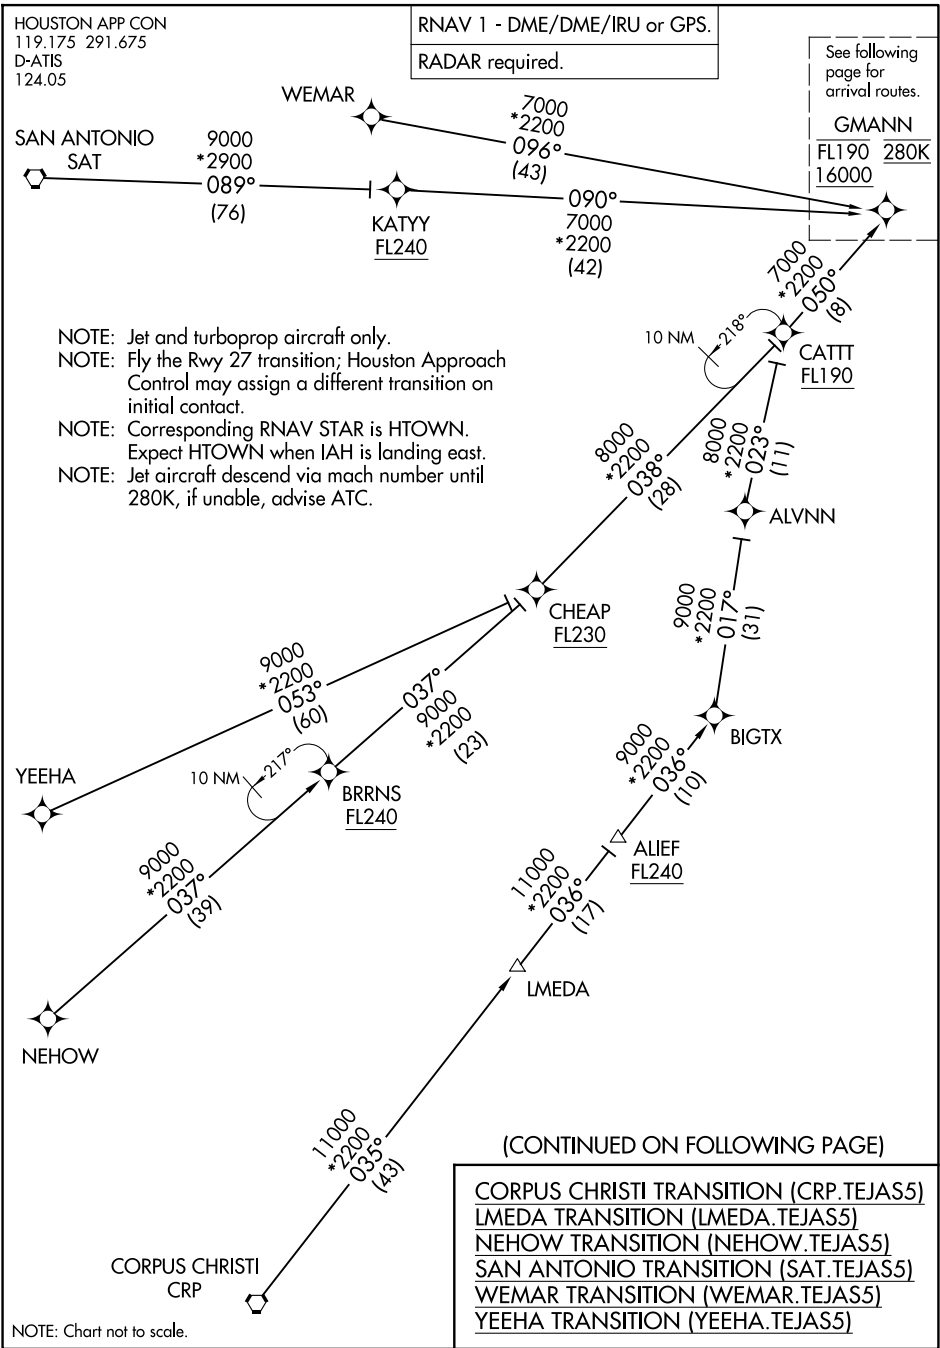 HOUSTON APP CON
119.175 291.675
D-ATIS
124.05
RNAV 1 - DME/DME/IRU or GPS.
RADAR required.
See following
page for
arrival routes.
GMANN
FL190 280K
16000
WEMAR
7000
*2200
096°
(43)
SAN ANTONIO
SAT
9000
*2900
089°
(76)
KATYY
FL240
090°
7000
*2200
(42)
7000
*2200
050°
(8)
NOTE: Jet and turboprop aircraft only.
NOTE: Fly the Rwy 27 transition; Houston Approach
Control may assign a different transition on
initial contact.
NOTE: Corresponding RNAV STAR is HTOWN.
Expect HTOWN when IAH is landing east.
NOTE: Jet aircraft descend via mach number until
280K, if unable, advise ATC.
10 NM
218°
CATTT
FL190
8000
*2200
038°
(28)
8000
*2200
023°
(11)
ALVNN
CHEAP
FL230
9000
*2200
017°
(31)
9000
*2200
053°
(60)
037°
9000
*2200
(23)
BIGTX
YEEHA
10 NM
217°
BRRNS
FL240
9000
*2200
036°
(10)
ALIEF
FL240
9000
*2200
037°
(39)
11000
*2200
036°
(17)
LMEDA
NEHOW
11000
*2200
035°
(43)
CORPUS CHRISTI
CRP
NOTE: Chart not to scale.
(CONTINUED ON FOLLOWING PAGE)
CORPUS CHRISTI TRANSITION (CRP.TEJAS5)
LMEDA TRANSITION (LMEDA.TEJAS5)
NEHOW TRANSITION (NEHOW.TEJAS5)
SAN ANTONIO TRANSITION (SAT.TEJAS5)
WEMAR TRANSITION (WEMAR.TEJAS5)
YEEHA TRANSITION (YEEHA.TEJAS5)